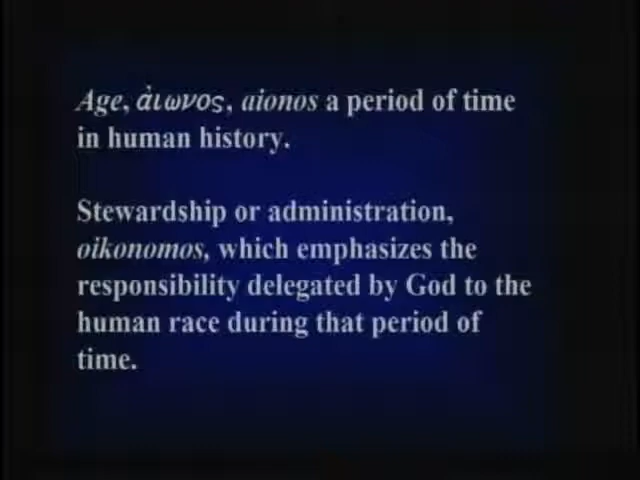 Age, ἀιωνος, aionos a period of time
in human history.
Stewardship or administration,
oikonomos, which emphasizes the
responsibility delegated by God to the
human race during that period of
time.